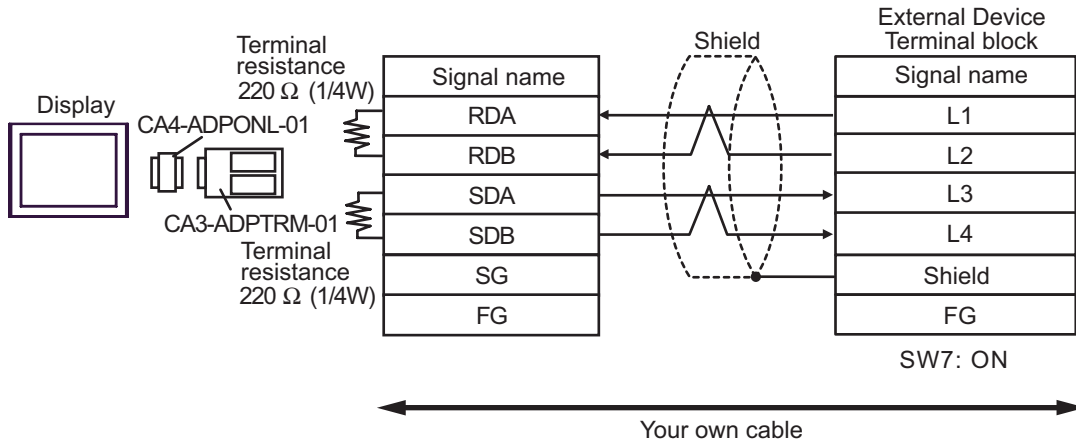 Display
CA4-ADPONL-01
CA3-ADPTRM-01
Terminal
resistance
220 Ω (1/4W)
Terminal
resistance
220 Ω (1/4W)
Signal name
RDA
RDB
SDA
SDB
SG
FG
Shield
External Device
Terminal block
Signal name
L1
L2
L3
L4
Shield
FG
SW7: ON
Your own cable